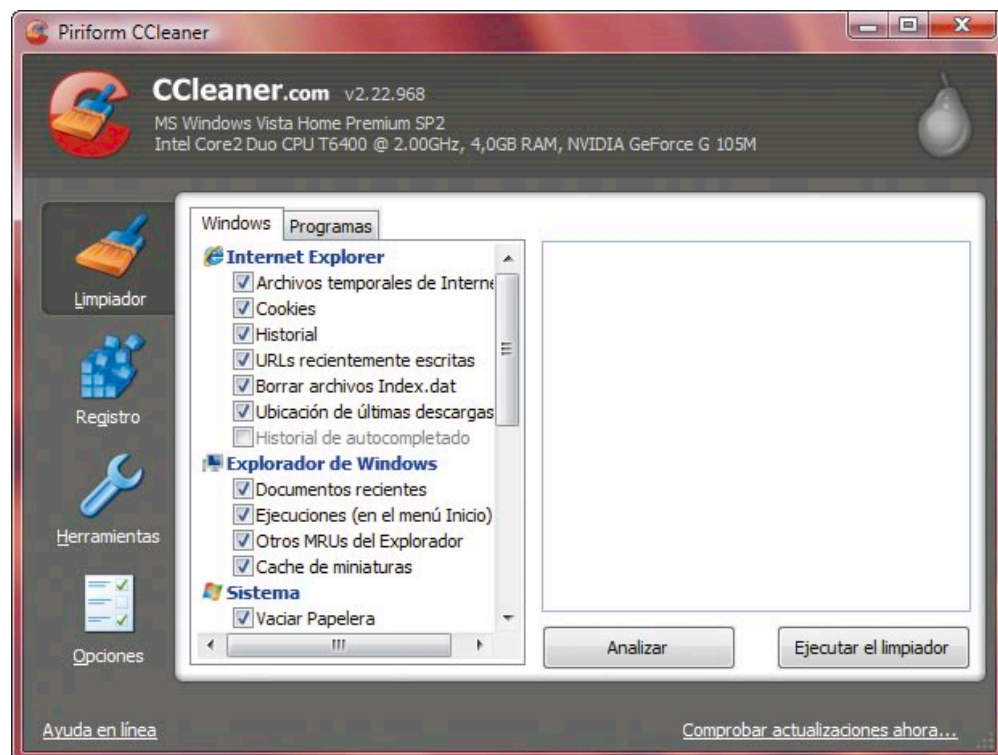 Piriform CCleaner
CCleaner.com v2.22.968
MS Windows Vista Home Premium SP2
Intel Core2 Duo CPU T6400 @ 2.00GHz, 4,0GB RAM, NVIDIA GeForce G 105M
Limpiador
Registro
Herramientas
Opciones
Windows
Programas
Internet Explorer
Archivos temporales de Interne
Cookies
Historial
URLs recientemente escritas
Borrar archivos Index.dat
Ubicación de últimas descargas
Historial de autocompletado
Explorador de Windows
Documentos recientes
Ejecuciones (en el menú Inicio)
Otros MRUs del Explorador
Cache de miniaturas
Sistema
Vaciar Papelera
Analizar
Ejecutar el limpiador
Ayuda en línea
Comprobar actualizaciones ahora...